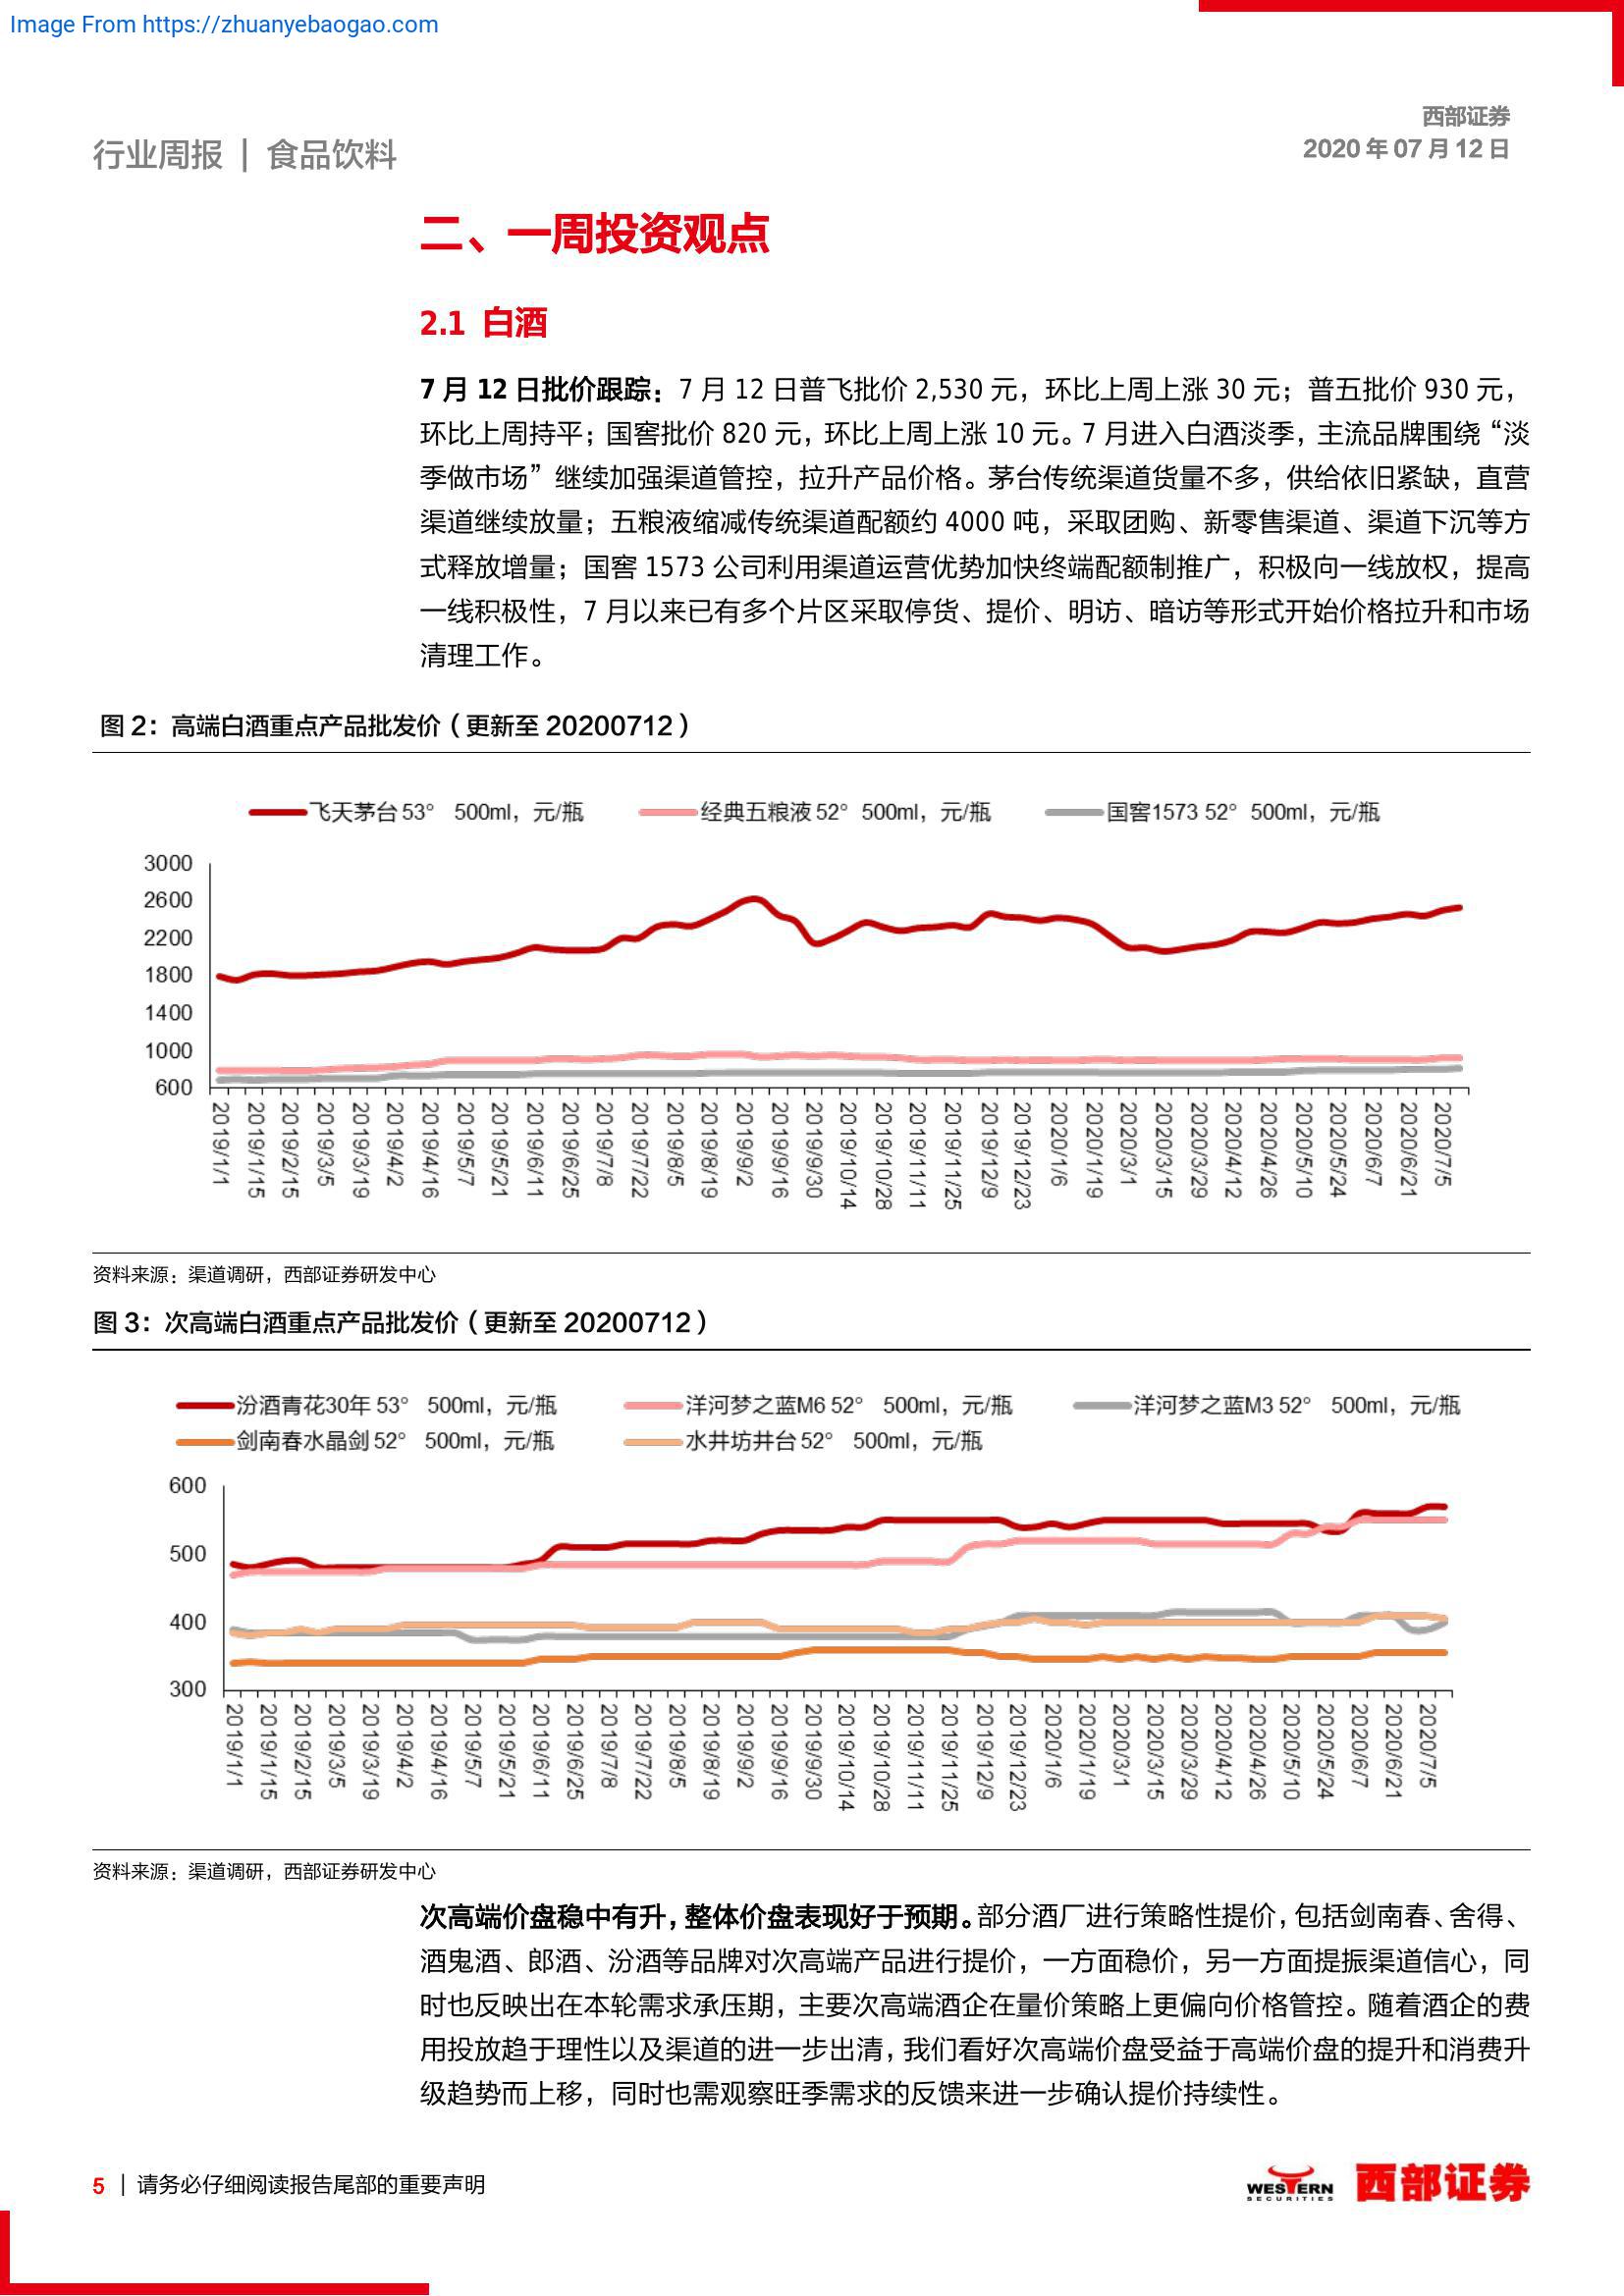 Image From https://zhuanyebaogao.com
西部证券
行业周报 | 食品饮料
2020 年 07 月 12 日
二、一周投资观点
2.1 白酒
7 月 12 日批价跟踪：7 月 12 日普飞批价 2,530 元，环比上周上涨 30 元；普五批价 930 元，
环比上周持平；国窖批价 820 元，环比上周上涨 10 元。7 月进入白酒淡季，主流品牌围绕“淡
季做市场”继续加强渠道管控，拉升产品价格。茅台传统渠道货量不多，供给依旧紧缺，直营
渠道继续放量；五粮液缩减传统渠道配额约 4000 吨，采取团购、新零售渠道、渠道下沉等方
式释放增量；国窖 1573 公司利用渠道运营优势加快终端配额制推广，积极向一线放权，提高
一线积极性，7 月以来已有多个片区采取停货、提价、明访、暗访等形式开始价格拉升和市场
清理工作。
图 2：高端白酒重点产品批发价（更新至 20200712）
飞天茅台 53° 500ml，元/瓶 经典五粮液 52° 500ml，元/瓶 国窖1573 52° 500ml，元/瓶
3000
2600
2200
1800
1400
1000
600
2019/1/1 2019/1/15 2019/2/15 2019/3/5 2019/3/19 2019/4/2 2019/4/16 2019/5/7 2019/5/21 2019/6/11 2019/6/25 2019/7/8 2019/7/22 2019/8/5 2019/8/19 2019/9/2 2019/9/16 2019/9/30 2019/10/14 2019/10/28 2019/11/11 2019/11/25 2019/12/9 2019/12/23 2020/1/6 2020/1/19 2020/3/1 2020/3/15 2020/3/29 2020/4/12 2020/4/26 2020/5/10 2020/5/24 2020/6/7 2020/6/21 2020/7/5
资料来源：渠道调研，西部证券研发中心
图 3：次高端白酒重点产品批发价（更新至 20200712）
汾酒青花30年 53° 500ml，元/瓶 洋河梦之蓝M6 52° 500ml，元/瓶 洋河梦之蓝M3 52° 500ml，元/瓶
剑南春水晶剑 52° 500ml，元/瓶 水井坊井台 52° 500ml，元/瓶
600
500
400
300
2019/1/1 2019/1/15 2019/2/15 2019/3/5 2019/3/19 2019/4/2 2019/4/16 2019/5/7 2019/5/21 2019/6/11 2019/6/25 2019/7/8 2019/7/22 2019/8/5 2019/8/19 2019/9/2 2019/9/16 2019/9/30 2019/10/14 2019/10/28 2019/11/11 2019/11/25 2019/12/9 2019/12/23 2020/1/6 2020/1/19 2020/3/1 2020/3/15 2020/3/29 2020/4/12 2020/4/26 2020/5/10 2020/5/24 2020/6/7 2020/6/21 2020/7/5
资料来源：渠道调研，西部证券研发中心
次高端价盘稳中有升，整体价盘表现好于预期。部分酒厂进行策略性提价，包括剑南春、舍得、
酒鬼酒、郎酒、汾酒等品牌对次高端产品进行提价，一方面稳价，另一方面提振渠道信心，同
时也反映出在本轮需求承压期，主要次高端酒企在量价策略上更偏向价格管控。随着酒企的费
用投放趋于理性以及渠道的进一步出清，我们看好次高端价盘受益于高端价盘的提升和消费升
级趋势而上移，同时也需观察旺季需求的反馈来进一步确认提价持续性。
5 | 请务必仔细阅读报告尾部的重要声明
WESTERN
SECURITIES
西部证券